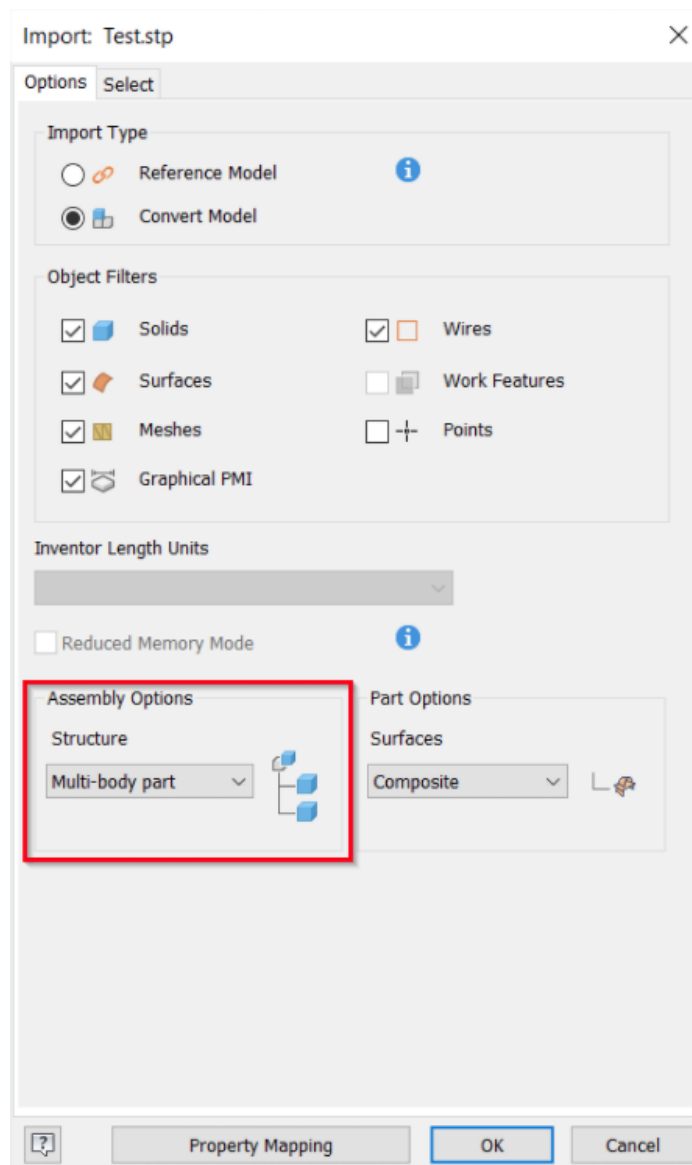 Import: Test.stp
Options Select
Import Type
Reference Model
Convert Model
Object Filters
Solids Wires
Surfaces Work Features
Meshes Points
Graphical PMI
Inventor Length Units
Reduced Memory Mode
Assembly Options Part Options
Structure Surfaces
Multi-body part Composite
Property Mapping OK Cancel